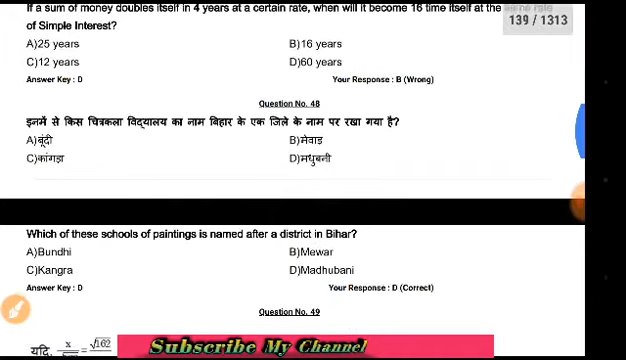 If a sum of money doubles itself in 4 years at a certain rate, when will it become 16 time itself at the same rate
139 / 1313
of Simple Interest?
A)25 years
B)16 years
C)12 years
D)60 years
Answer Key : D
Your Response : B (Wrong)
Question No. 48
इनमें से किस चित्रकला विद्यालय का नाम बिहार के एक जिले के नाम पर रखा गया है?
A)बूंदी
B)मेवाड़
C)कांगड़ा
D)मधुबनी
Which of these schools of paintings is named after a district in Bihar?
A)Bundhi
B)Mewar
C)Kangra
D)Madhubani
Answer Key : D
Your Response : D (Correct)
Question No. 49
यदि, x = √162
Subscribe My Channel